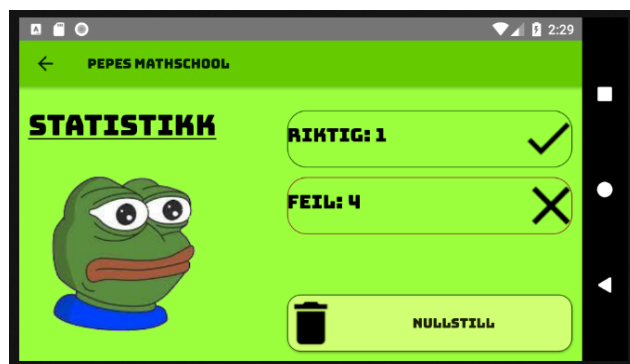 2:29
PEPES MATHSCHOOL
STATISTIKK
RIKTIG: 1
FEIL: 4
NULLSTILL